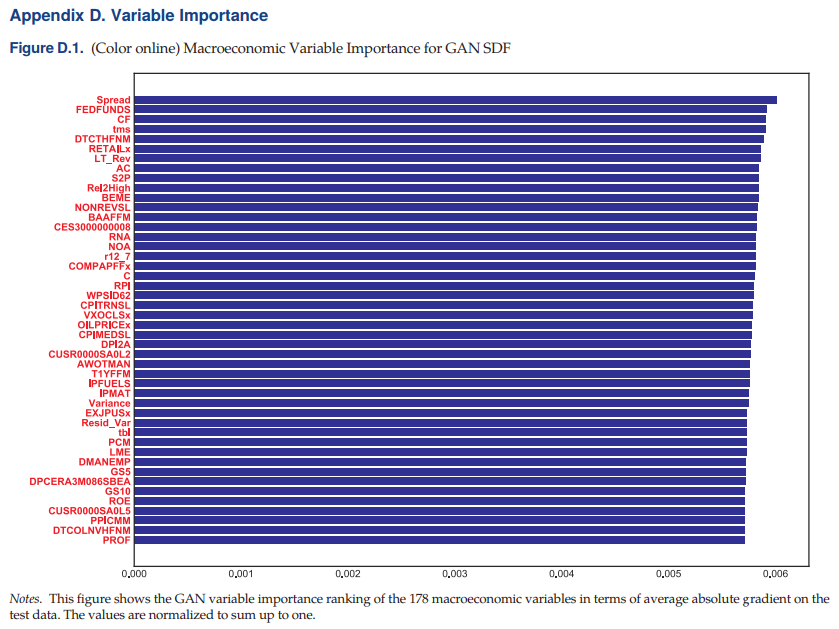 Appendix D. Variable Importance
Figure D.1. (Color online) Macroeconomic Variable Importance for GAN SDF
Spread
FEDFUNDS
CF
tms
DTCTHFNM
RETAILx
LT_Rev
AC
S2P
Rel2High
BEME
NONREVSL
BAAFFM
CES3000000008
RNA
NOA
r12_7
COMPAPFFx
C
RPI
WPSID62
CPITRNSL
VXOCLSx
OILPRICEx
CPIMEDSL
DPI2A
CUSR0000SA0L2
AWOTMAN
T1YFFM
IPFUELS
IPMAT
Variance
EXJPUSx
Resid_Var
tbl
PCM
LME
DMANEMP
GS5
DPCERA3M086SBEA
GS10
ROE
CUSR0000SA0L5
PPICMM
DTCOLNVHFNM
PROF
0.000 0.001 0.002 0.003 0.004 0.005 0.006
Notes. This figure shows the GAN variable importance ranking of the 178 macroeconomic variables in terms of average absolute gradient on the
test data. The values are normalized to sum up to one.